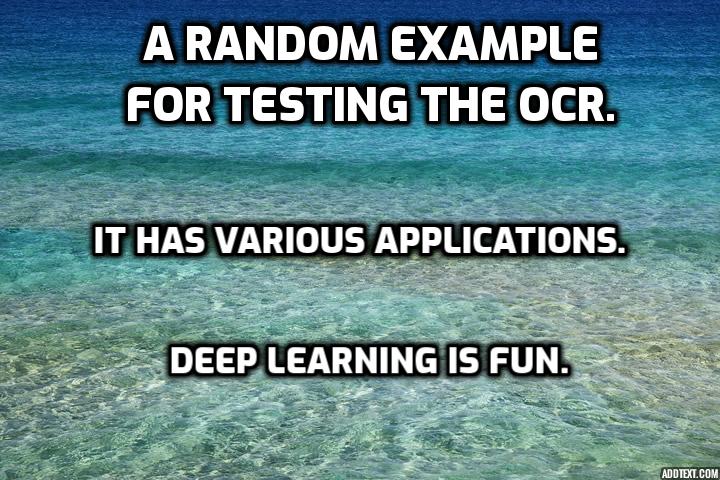 A RANDOM EXAMPLE
FOR TESTING THE OCR.
IT HAS VARIOUS APPLICATIONS.
DEEP LEARNING IS FUN.
ADDTEXT.COM